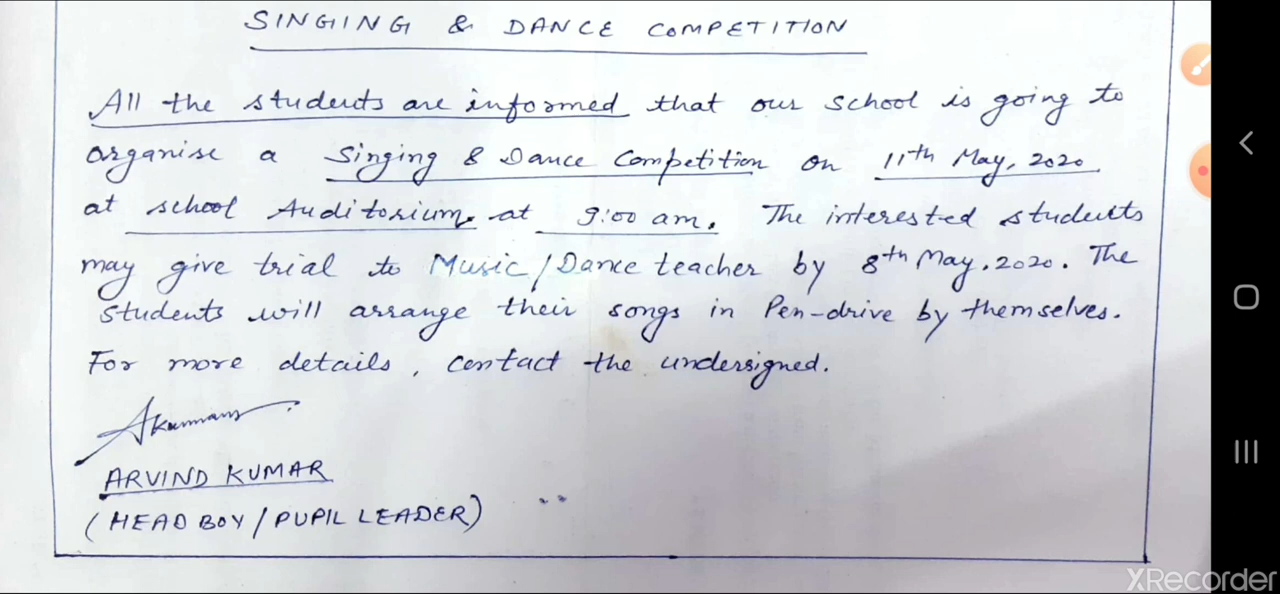 SINGING & DANCE COMPETITION
All the students are informed that our school is going to
organise a Singing & Dance Competition on 11th May, 2020
at school Auditorium. at 9:00 am. The interested students
may give trial to Music/Dance teacher by 8th May, 2020. The
students will arrange their songs in Pen-drive by themselves.
For more details, contact the undersigned.
Akumar
ARVIND KUMAR
(HEAD BOY / PUPIL LEADER)
XRecorder